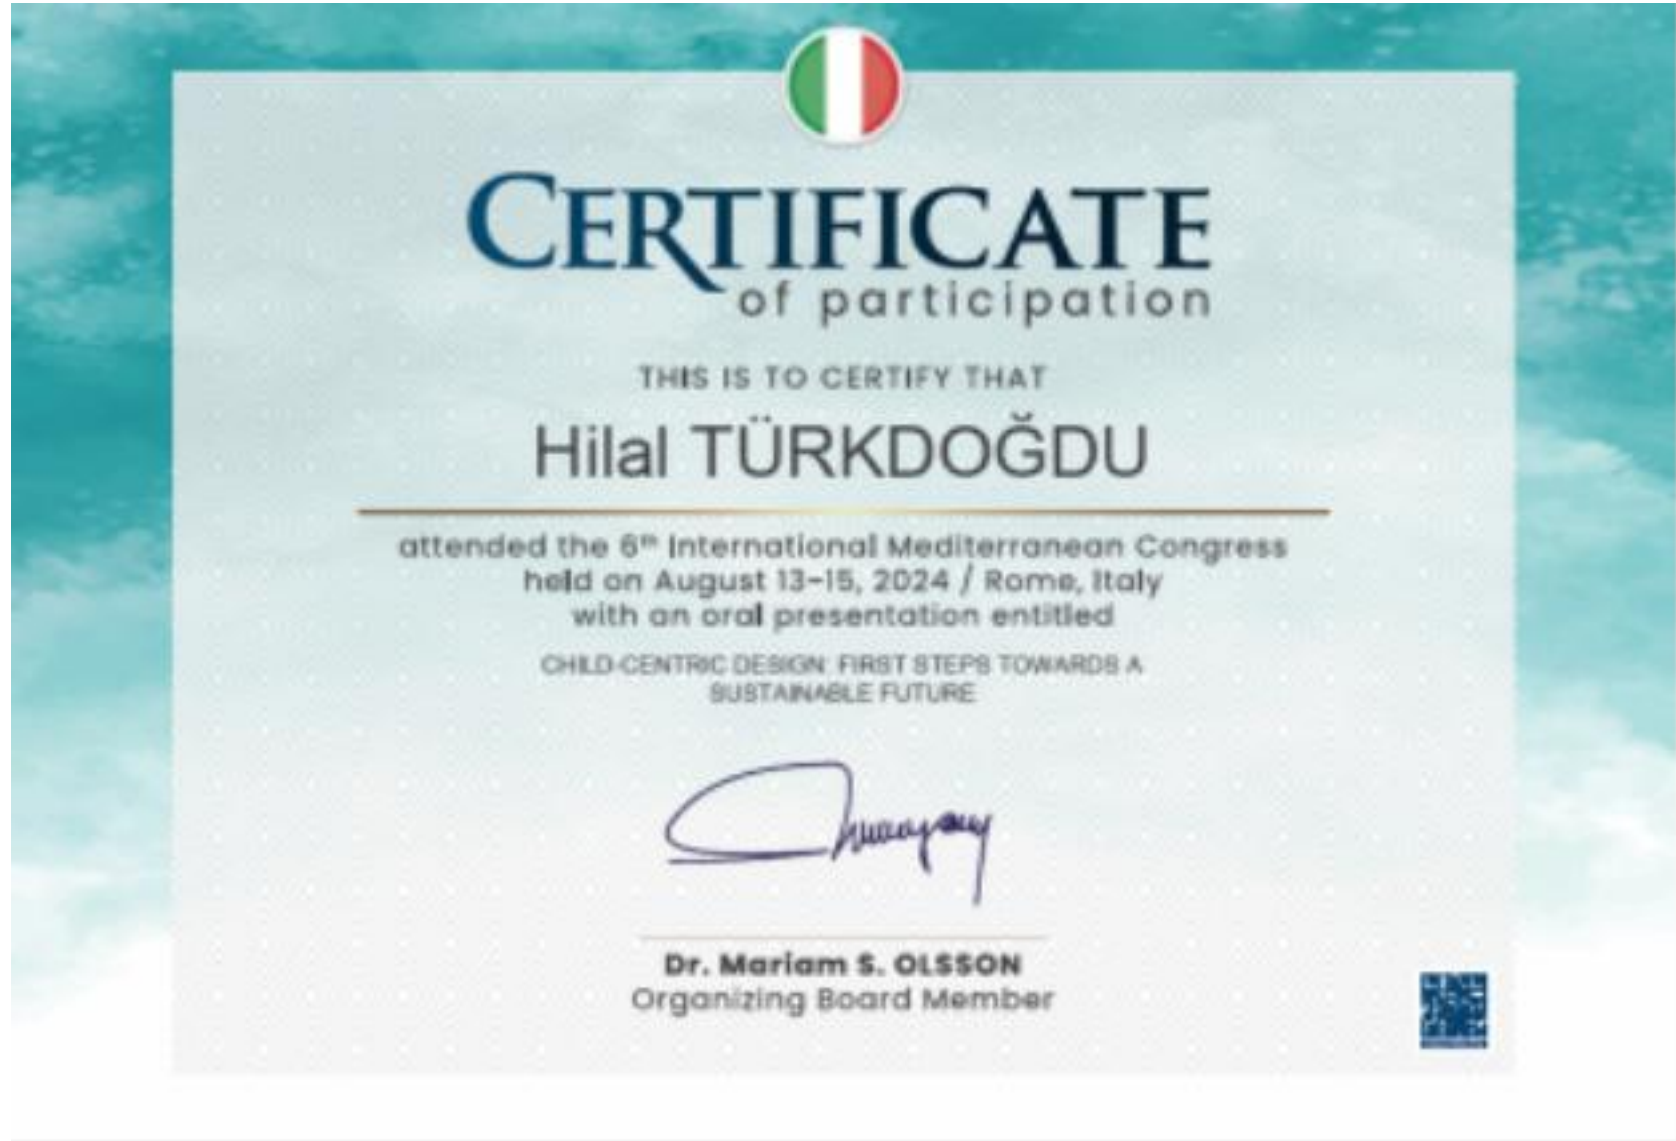 CERTIFICATE
of participation
THIS IS TO CERTIFY THAT
Hilal TÜRKDOĞDU
attended the 6th International Mediterranean Congress
held on August 13-15, 2024 / Rome, Italy
with an oral presentation entitled
CHILD-CENTRIC DESIGN: FIRST STEPS TOWARDS A
SUSTAINABLE FUTURE
Dr. Mariam S. OLSSON
Organizing Board Member